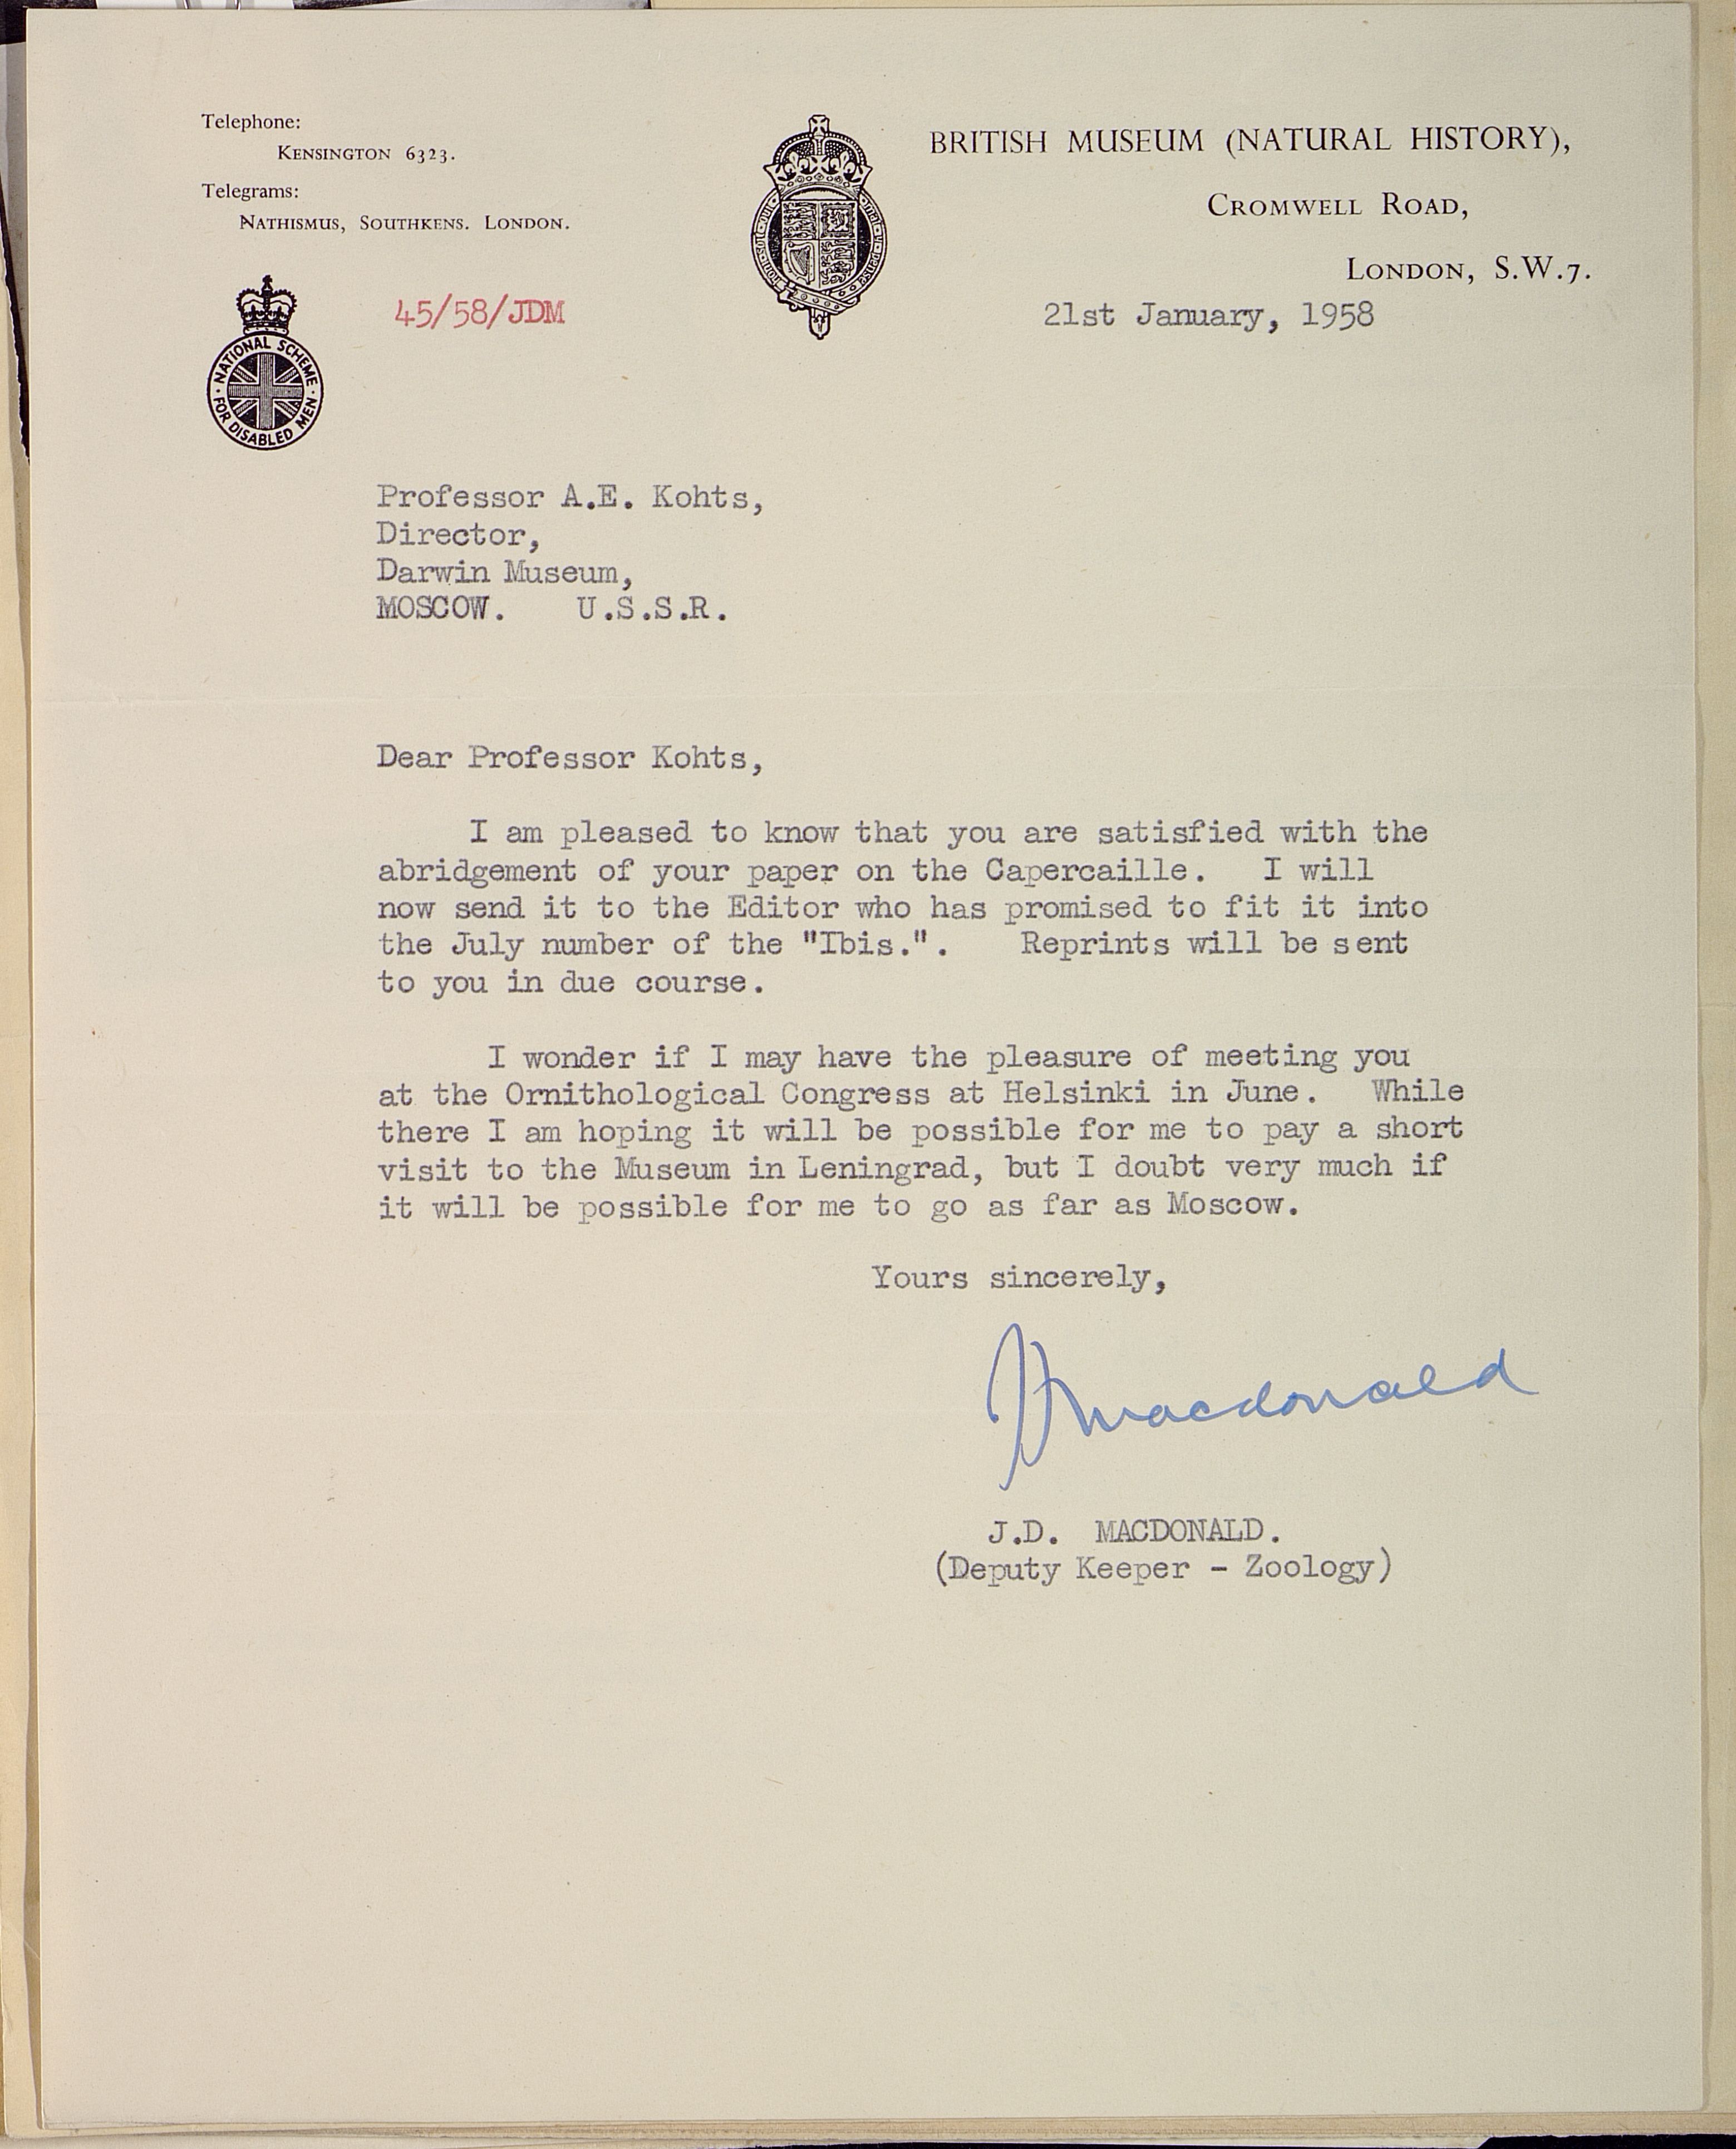 Telephone:
KENSINGTON 6323.
Telegrams:
NATHISMUS, SOUTHKENS. LONDON.
BRITISH MUSEUM (NATURAL HISTORY),
CROMWELL ROAD,
LONDON, S.W.7.
45/58/JDM
21st January, 1958
NATIONAL SCHEME
FOR DISABLED MEN
Professor A.E. Kohts,
Director,
Darwin Museum,
MOSCOW. U.S.S.R.
Dear Professor Kohts,
I am pleased to know that you are satisfied with the
abridgement of your paper on the Capercaille. I will
now send it to the Editor who has promised to fit it into
the July number of the "Ibis.". Reprints will be sent
to you in due course.
I wonder if I may have the pleasure of meeting you
at the Ornithological Congress at Helsinki in June. While
there I am hoping it will be possible for me to pay a short
visit to the Museum in Leningrad, but I doubt very much if
it will be possible for me to go as far as Moscow.
Yours sincerely,
JDMacdonald
J.D. MACDONALD.
(Deputy Keeper - Zoology)